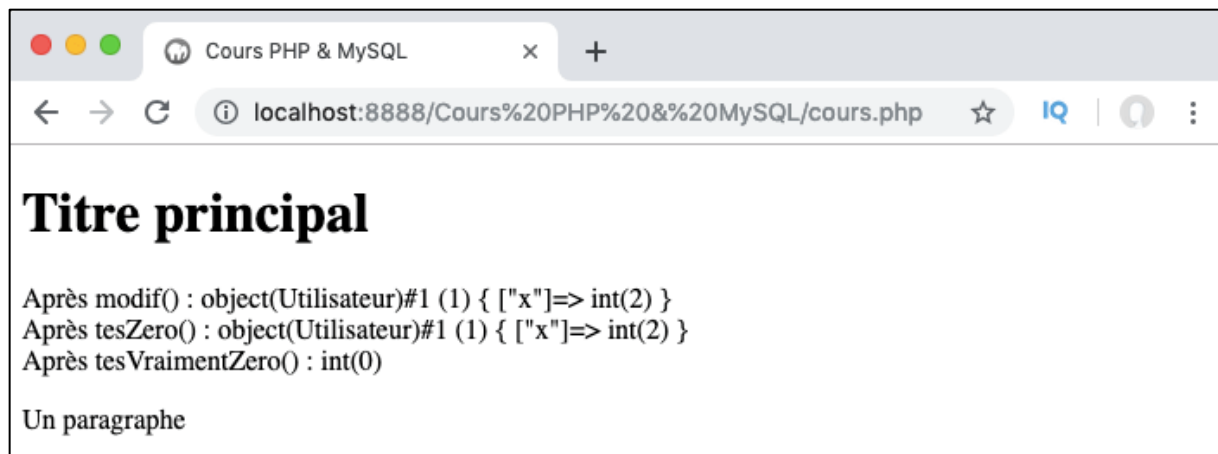 Cours PHP & MySQL
localhost:8888/Cours%20PHP%20&%20MySQL/cours.php
IQ
Titre principal
Après modif() : object(Utilisateur)#1 (1) { ["x"]=> int(2) }
Après tesZero() : object(Utilisateur)#1 (1) { ["x"]=> int(2) }
Après tesVraimentZero() : int(0)
Un paragraphe